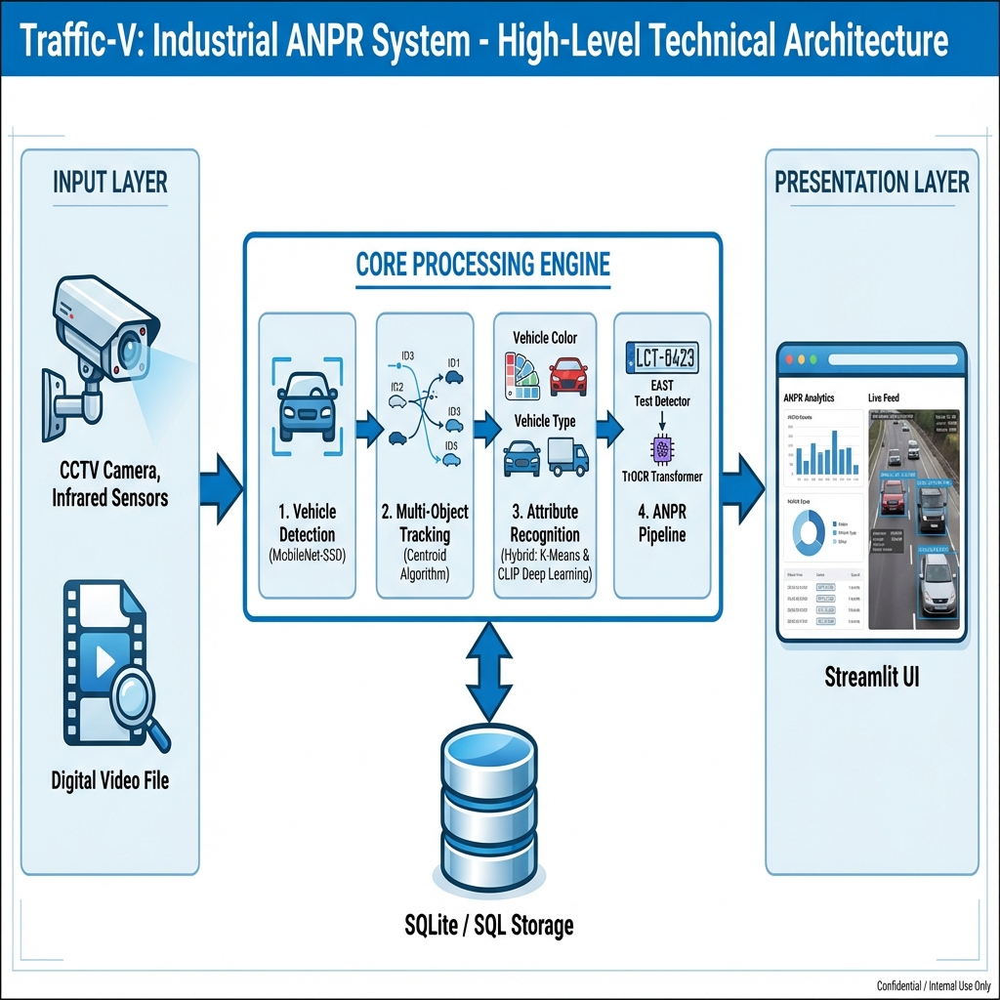 Traffic-V: Industrial ANPR System - High-Level Technical Architecture
INPUT LAYER
CCTV Camera,
Infrared Sensors
Digital Video File
CORE PROCESSING ENGINE
1. Vehicle
Detection
(MobileNet-SSD)
ID3
ID1
ID3
IDS
2. Multi-Object
Tracking
(Centroid
Algorithm)
Vehicle Color
Vehicle Type
3. Attribute
Recognition
(Hybrid: K-Means &
CLIP Deep Learning)
LCT-0423
EAST
Test Detector
TrOCR Transformer
4. ANPR
Pipeline
SQLite / SQL Storage
PRESENTATION LAYER
ANPR Analytics
Live Feed
Streamlit UI
Confidential / Internal Use Only